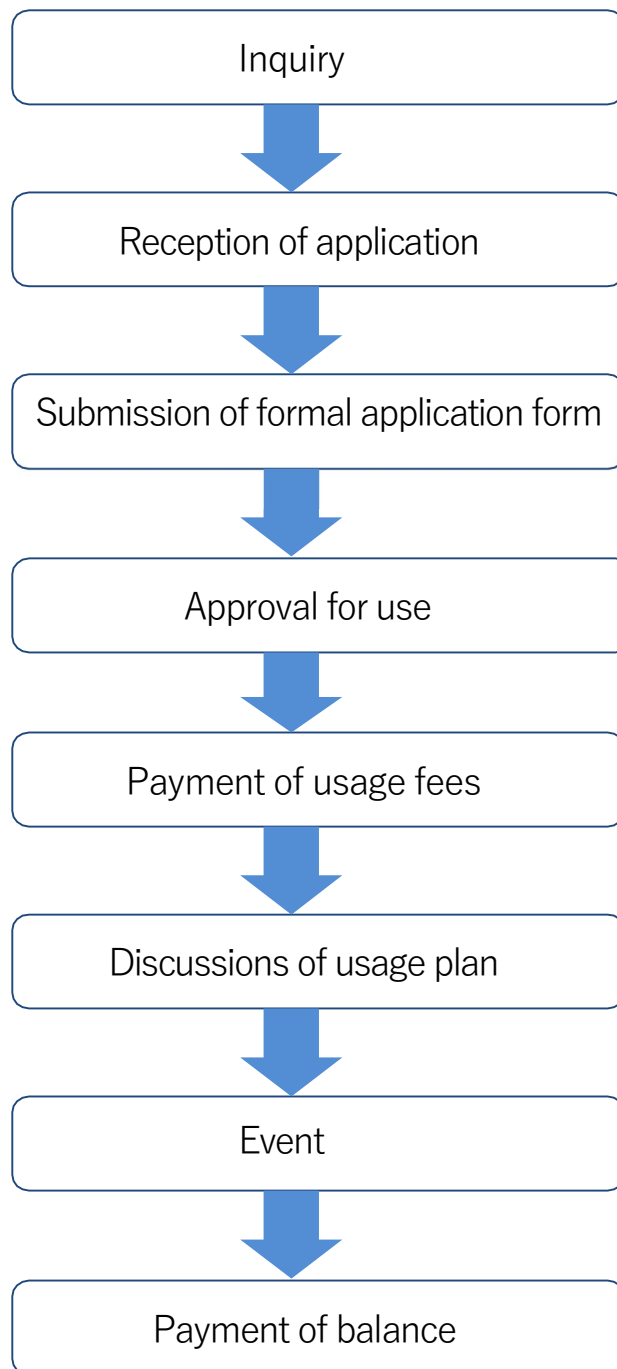 Inquiry
Reception of application
Submission of formal application form
Approval for use
Payment of usage fees
Discussions of usage plan
Event
Payment of balance